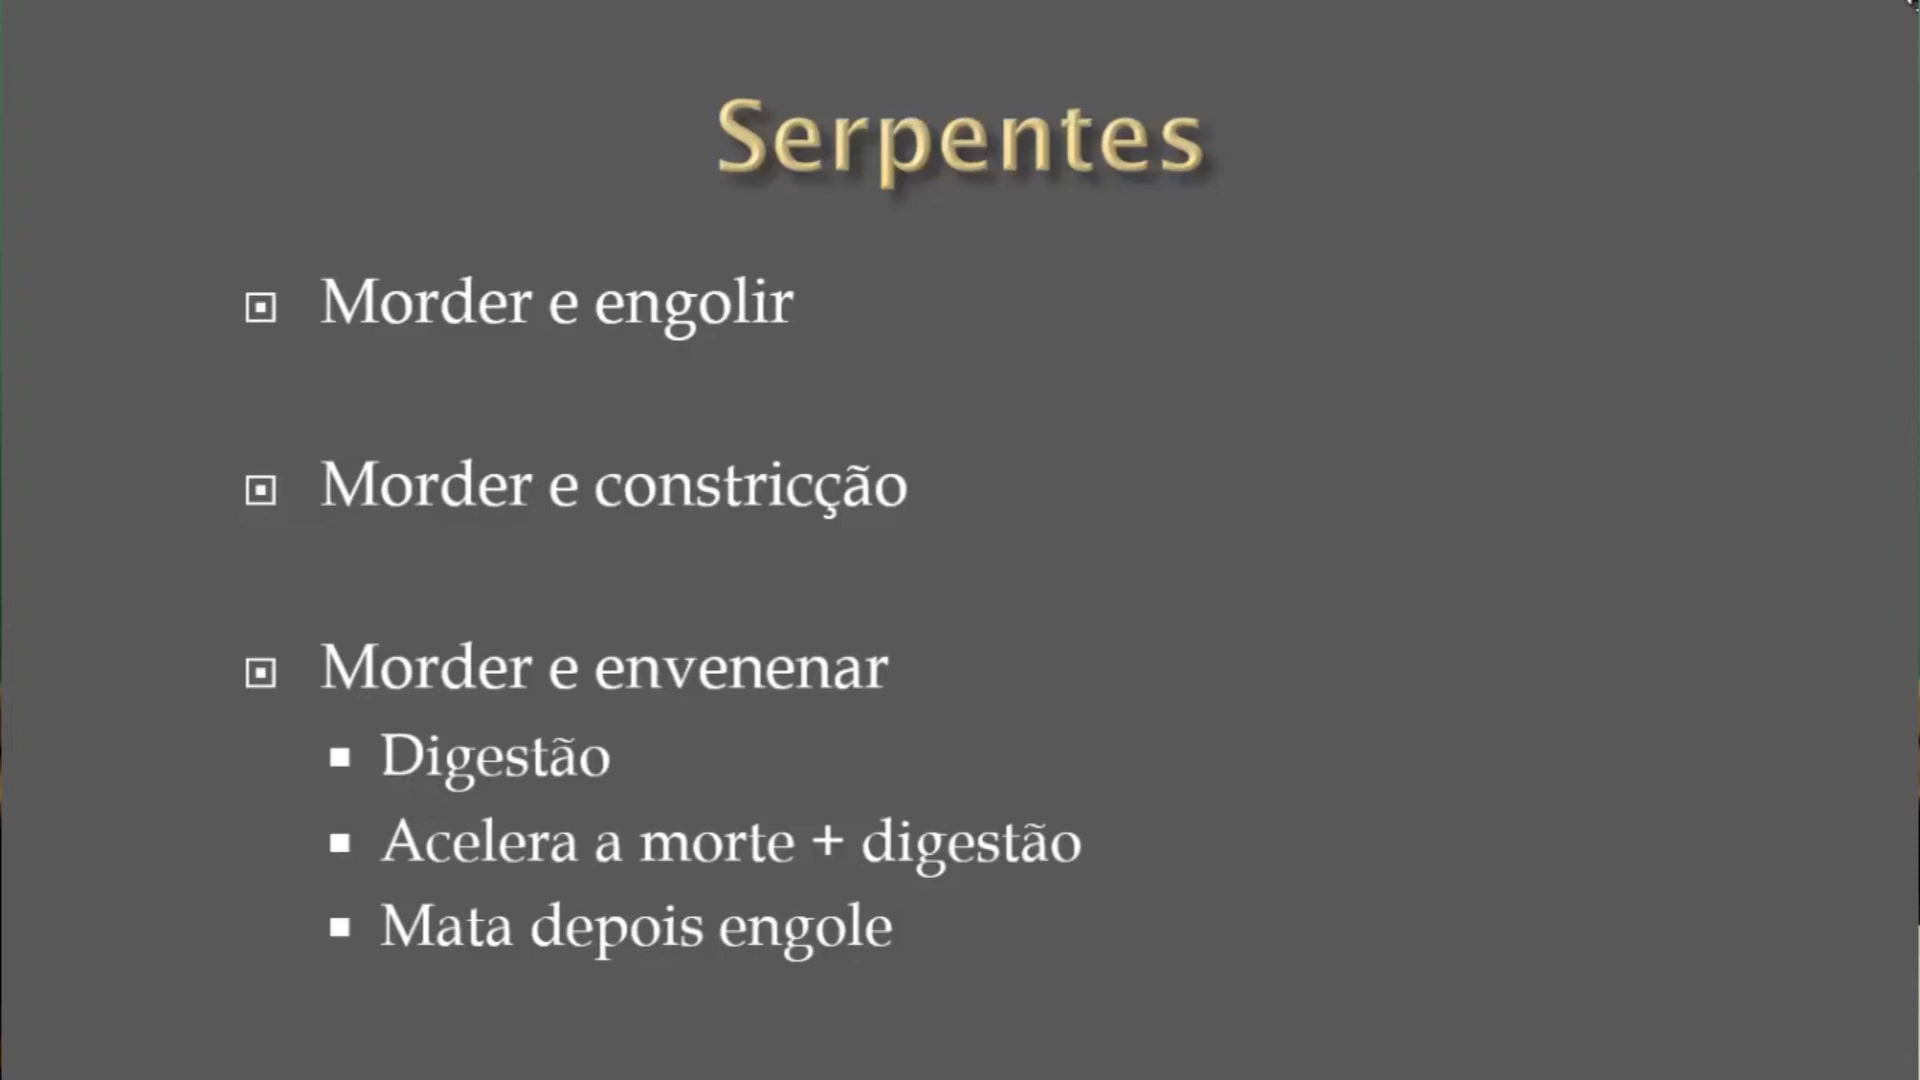 Serpentes
Morder e engolir
Morder e constricção
Morder e envenenar
Digestão
Acelera a morte + digestão
Mata depois engole